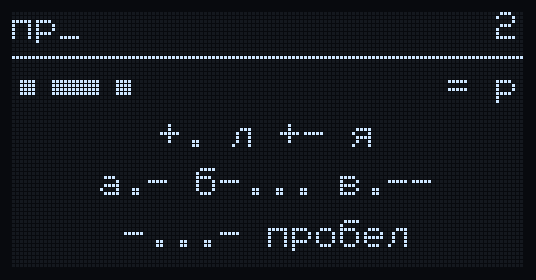 пр_ 2
▪ ▬ ▪ = р
+. л +– я
а.– б–... в.––
–...– пробел